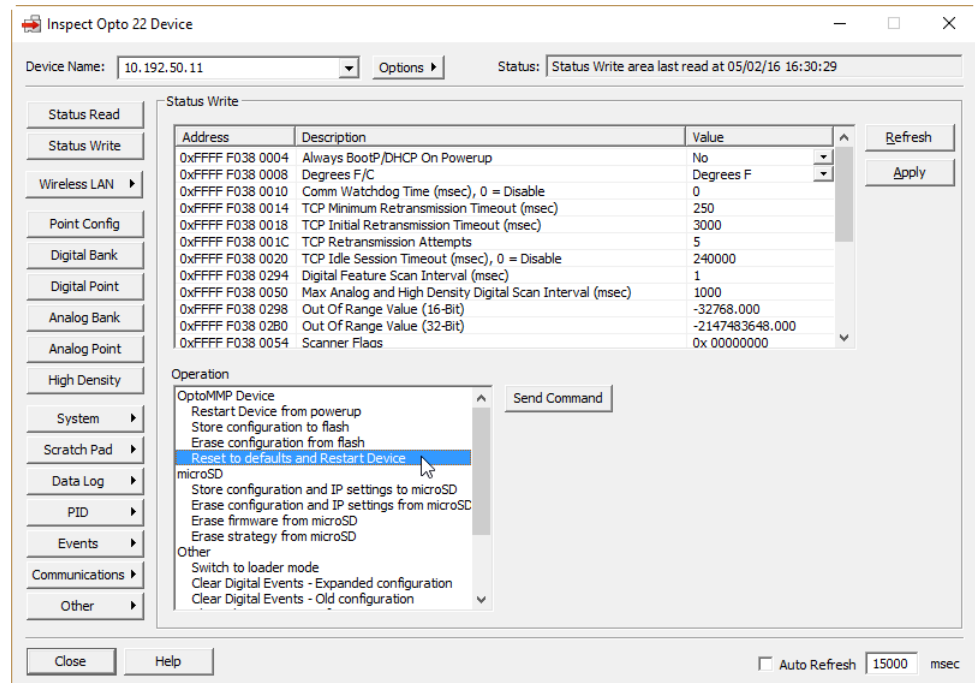 Inspect Opto 22 Device
Device Name: 10.192.50.11 Options Status: Status Write area last read at 05/02/16 16:30:29
Status Read
Status Write
Wireless LAN
Point Config
Digital Bank
Digital Point
Analog Bank
Analog Point
High Density
System
Scratch Pad
Data Log
PID
Events
Communications
Other
Status Write
Address Description Value
0xFFFF F038 0004 Always BootP/DHCP On Powerup No
0xFFFF F038 0008 Degrees F/C Degrees F
0xFFFF F038 0010 Comm Watchdog Time (msec), 0 = Disable 0
0xFFFF F038 0014 TCP Minimum Retransmission Timeout (msec) 250
0xFFFF F038 0018 TCP Initial Retransmission Timeout (msec) 3000
0xFFFF F038 001C TCP Retransmission Attempts 5
0xFFFF F038 0020 TCP Idle Session Timeout (msec), 0 = Disable 240000
0xFFFF F038 0294 Digital Feature Scan Interval (msec) 1
0xFFFF F038 0050 Max Analog and High Density Digital Scan Interval (msec) 1000
0xFFFF F038 0298 Out Of Range Value (16-Bit) -32768.000
0xFFFF F038 02B0 Out Of Range Value (32-Bit) -2147483648.000
0xFFFF F038 0054 Scanner Flags 0x 00000000
Refresh
Apply
Operation
OptoMMP Device
Restart Device from powerup
Store configuration to flash
Erase configuration from flash
Reset to defaults and Restart Device
microSD
Store configuration and IP settings to microSD
Erase configuration and IP settings from microSD
Erase firmware from microSD
Erase strategy from microSD
Other
Switch to loader mode
Clear Digital Events - Expanded configuration
Clear Digital Events - Old configuration
Send Command
Close Help Auto Refresh 15000 msec